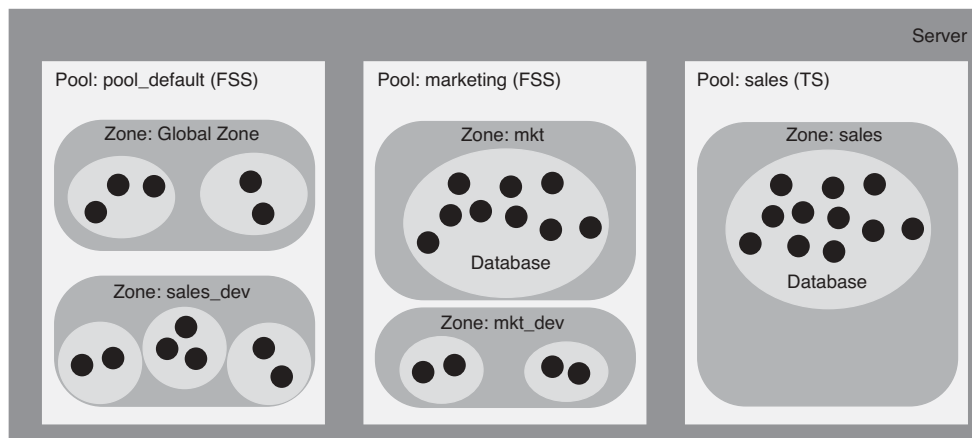 Server
Pool: pool_default (FSS)
Zone: Global Zone
Zone: sales_dev
Pool: marketing (FSS)
Zone: mkt
Database
Zone: mkt_dev
Pool: sales (TS)
Zone: sales
Database